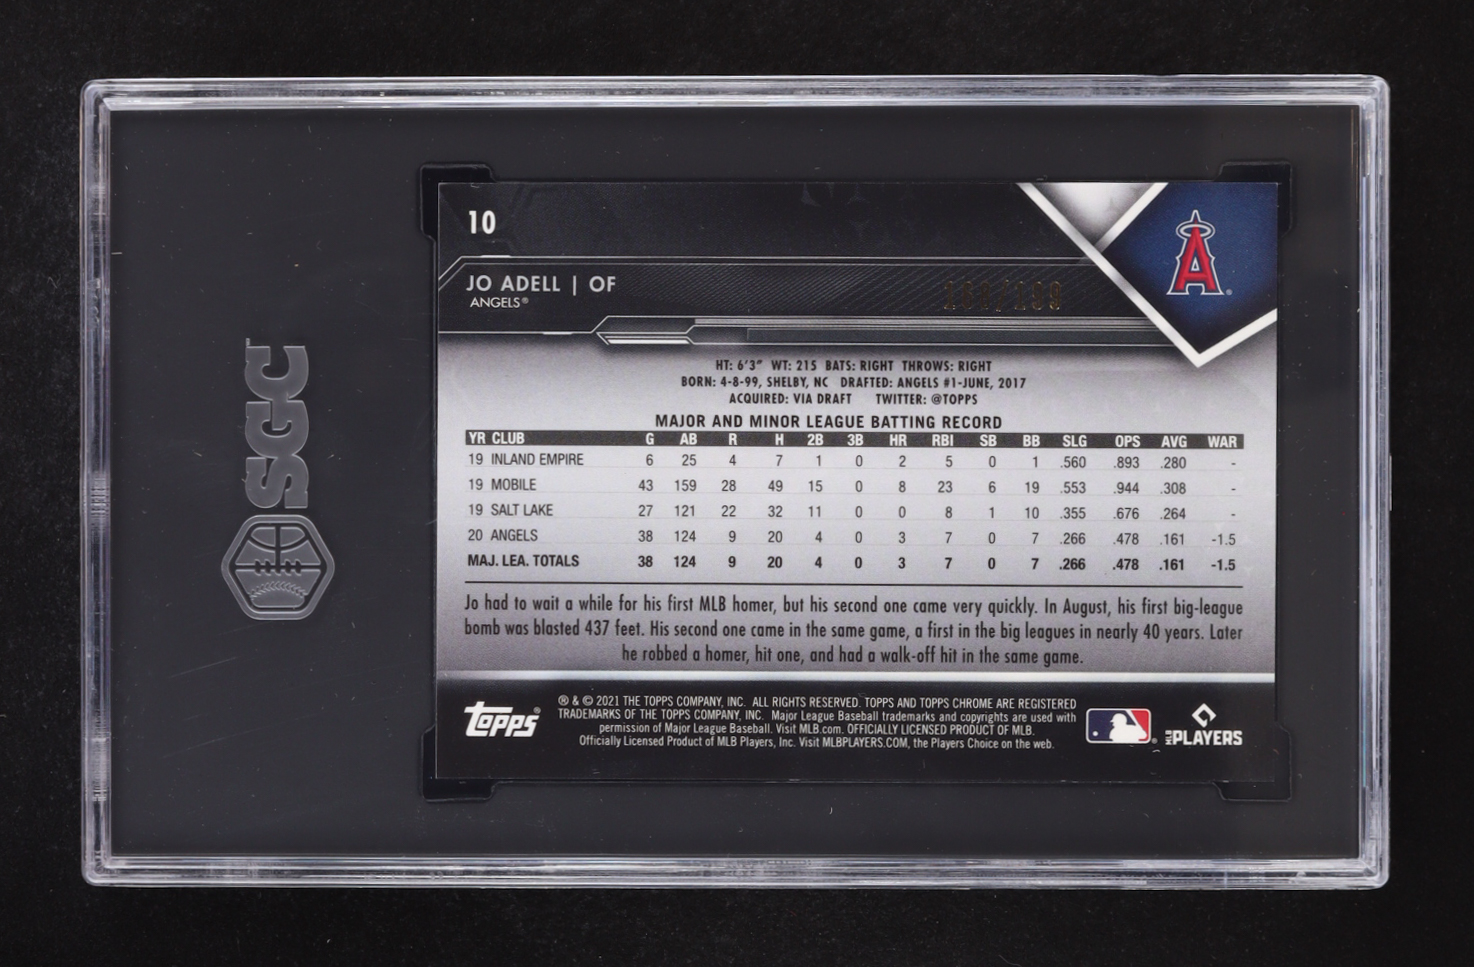 10
JO ADELL | OF
ANGELS®
A
HT: 6'3" WT: 215 BATS: RIGHT THROWS: RIGHT
BORN: 4-8-99, SHELBY, NC DRAFTED: ANGELS #1-JUNE, 2017
ACQUIRED: VIA DRAFT TWITTER: @TOPPS
MAJOR AND MINOR LEAGUE BATTING RECORD
YR CLUB G AB R H 2B 3B HR RBI SB BB SLG OPS AVG WAR
19 INLAND EMPIRE 6 25 4 7 1 0 2 5 0 1 .560 .893 .280 -
19 MOBILE 43 159 28 49 15 0 8 23 6 19 .553 .944 .308 -
19 SALT LAKE 27 121 22 32 11 0 0 8 1 10 .355 .676 .264 -
20 ANGELS 38 124 9 20 4 0 3 7 0 7 .266 .478 .161 -1.5
MAJ. LEA. TOTALS 38 124 9 20 4 0 3 7 0 7 .266 .478 .161 -1.5
Jo had to wait a while for his first MLB homer, but his second one came very quickly. In August, his first big-league
bomb was blasted 437 feet. His second one came in the same game, a first in the big leagues in nearly 40 years. Later
he robbed a homer, hit one, and had a walk-off hit in the same game.
topps®
® & © 2021 THE TOPPS COMPANY, INC. ALL RIGHTS RESERVED. TOPPS AND TOPPS CHROME ARE REGISTERED
TRADEMARKS OF THE TOPPS COMPANY, INC. Major League Baseball trademarks and copyrights are used with
permission of Major League Baseball. Visit MLB.com. OFFICIALLY LICENSED PRODUCT OF MLB.
Officially Licensed Product of MLB Players, Inc. Visit MLBPLAYERS.COM, the Players Choice on the web.
MLB PLAYERS
SGC